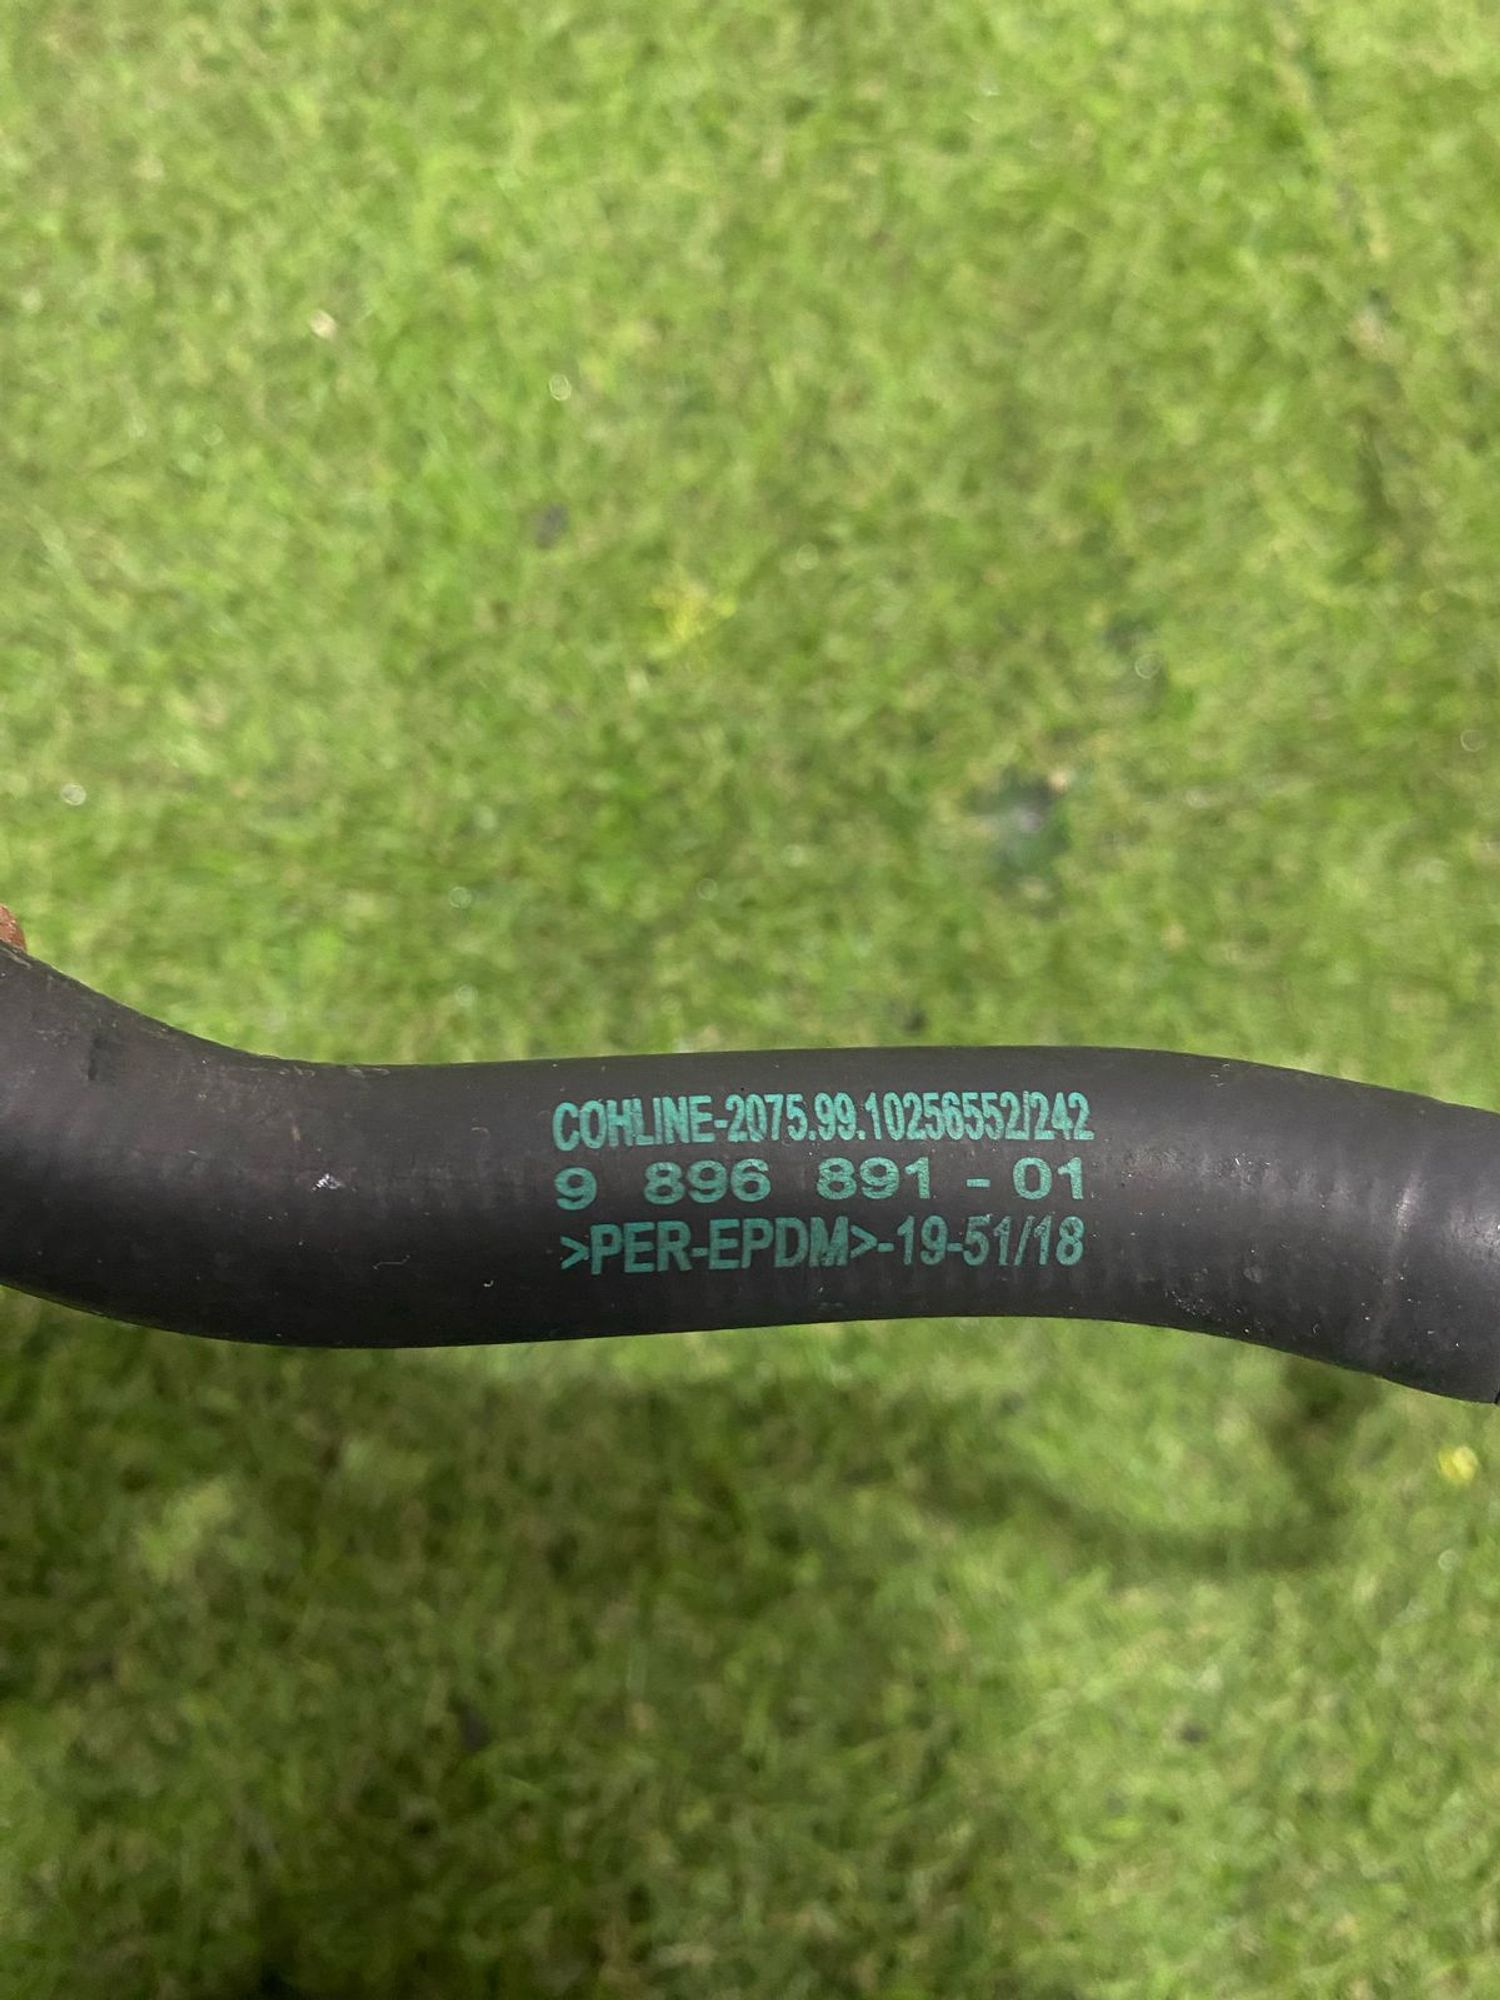 COHLINE-2075.99.10256552/242
9 896 891 - 01
>PER-EPDM>-19-51/18